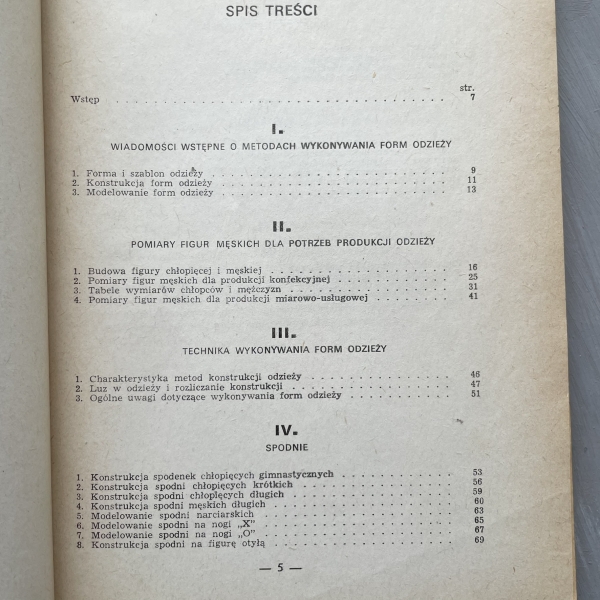 SPIS TREŚCI
str.
Wstęp . . . . . . . . . . . . . . . . . . . . . . . . . . . . 7
I.
WIADOMOŚCI WSTĘPNE O METODACH WYKONYWANIA FORM ODZIEŻY
1. Forma i szablon odzieży . . . . . . . . . . . . . . . . . . 9
2. Konstrukcja form odzieży . . . . . . . . . . . . . . . . . . 11
3. Modelowanie form odzieży . . . . . . . . . . . . . . . . . . 13
II.
POMIARY FIGUR MĘSKICH DLA POTRZEB PRODUKCJI ODZIEŻY
1. Budowa figury chłopięcej i męskiej . . . . . . . . . . . . . 16
2. Pomiary figur męskich dla produkcji konfekcyjnej . . . . . . . 25
3. Tabele wymiarów chłopców i mężczyzn . . . . . . . . . . . . 31
4. Pomiary figur męskich dla produkcji miarowo-usługowej . . . . . 41
III.
TECHNIKA WYKONYWANIA FORM ODZIEŻY
1. Charakterystyka metod konstrukcji odzieży . . . . . . . . . . 46
2. Luz w odzieży i rozliczanie konstrukcji . . . . . . . . . . . 47
3. Ogólne uwagi dotyczące wykonywania form odzieży . . . . . . . 51
IV.
SPODNIE
1. Konstrukcja spodenek chłopięcych gimnastycznych . . . . . . . 53
2. Konstrukcja spodni chłopięcych krótkich . . . . . . . . . . . 56
3. Konstrukcja spodni chłopięcych długich . . . . . . . . . . . 59
4. Konstrukcja spodni męskich długich . . . . . . . . . . . . . 60
5. Modelowanie spodni narciarskich . . . . . . . . . . . . . . 63
6. Modelowanie spodni na nogi „X” . . . . . . . . . . . . . . 65
7. Modelowanie spodni na nogi „O” . . . . . . . . . . . . . . 67
8. Konstrukcja spodni na figurę otyłą . . . . . . . . . . . . . 69
— 5 —